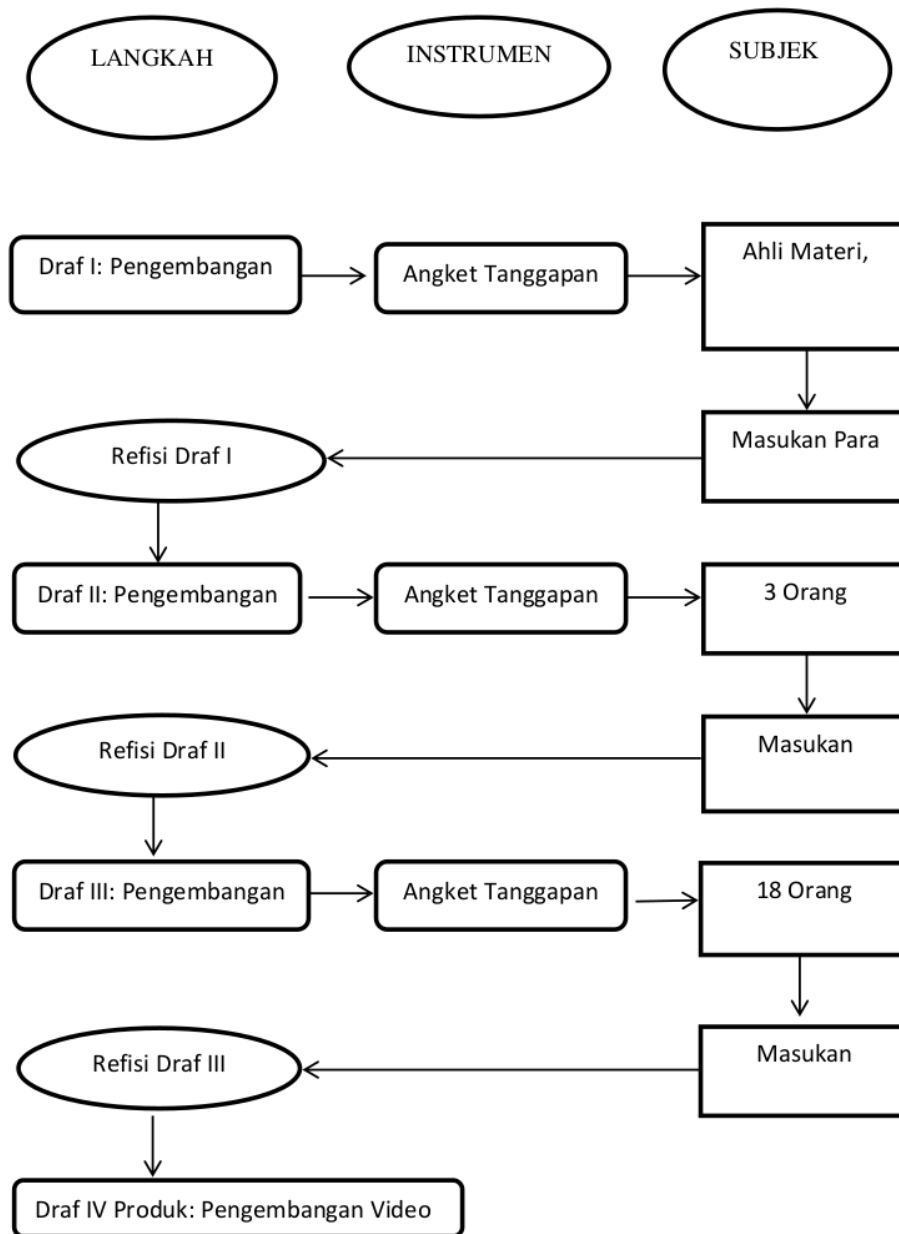 LANGKAH
INSTRUMEN
SUBJEK
Draf I: Pengembangan
Angket Tanggapan
Ahli Materi,
Masukan Para
Refisi Draf I
Draf II: Pengembangan
Angket Tanggapan
3 Orang
Masukan
Refisi Draf II
Draf III: Pengembangan
Angket Tanggapan
18 Orang
Masukan
Refisi Draf III
Draf IV Produk: Pengembangan Video